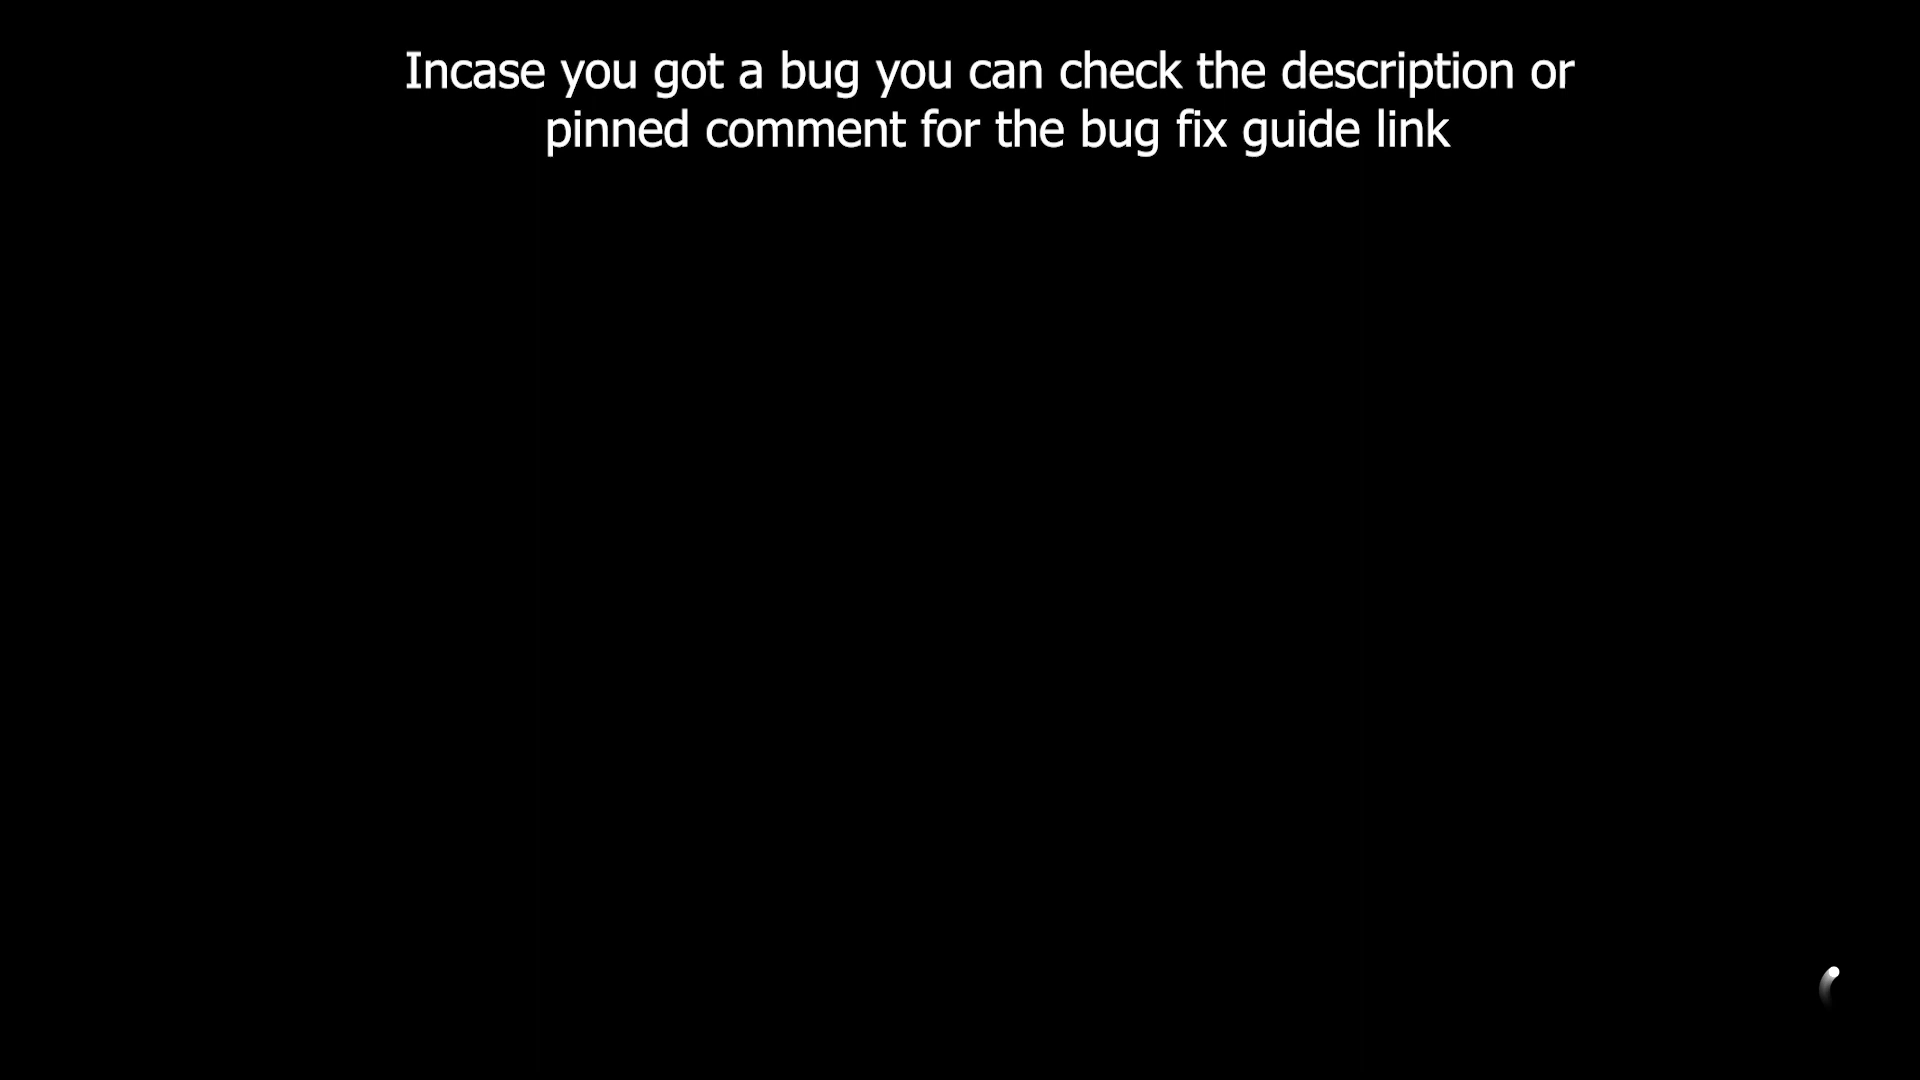 Incase you got a bug you can check the description or
pinned comment for the bug fix guide link